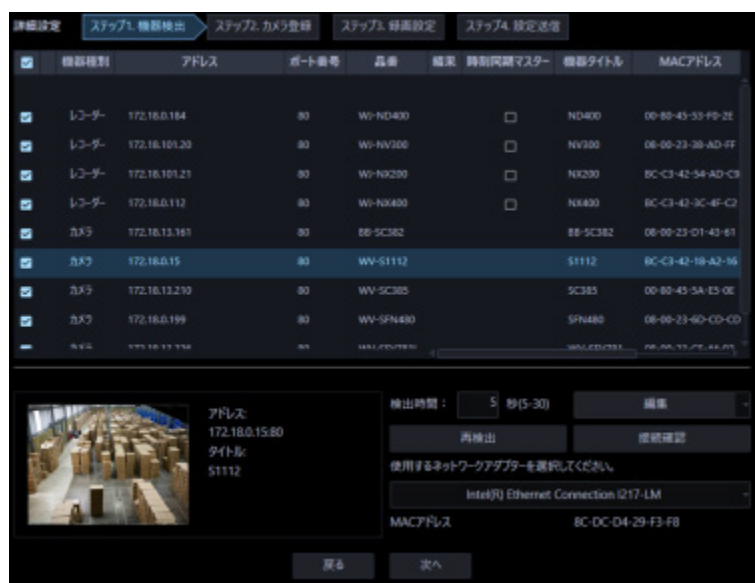 詳細設定 ステップ1. 機器検出 ステップ2. カメラ登録 ステップ3. 録画設定 ステップ4. 設定送信
機器種別 アドレス ポート番号 品番 結果 時刻同期マスター 機器タイトル MACアドレス
レコーダー 172.18.0.184 80 WJ-ND400 ND400 00-80-45-53-F0-2E
レコーダー 172.18.101.20 80 WJ-NV300 NV300 08-00-23-38-AD-FF
レコーダー 172.18.101.21 80 WJ-NX200 NX200 BC-C3-42-54-AD-C9
レコーダー 172.18.0.112 80 WJ-NX400 NX400 BC-C3-42-3C-4F-C2
カメラ 172.18.13.161 80 BB-SC382 BB-SC382 08-00-23-D1-43-61
カメラ 172.18.0.15 80 WV-S1112 S1112 BC-C3-42-18-A2-16
カメラ 172.18.13.210 80 WV-SC385 SC385 00-80-45-5A-E5-0E
カメラ 172.18.0.199 80 WV-SFN480 SFN480 08-00-23-6D-CD-CD
カメラ 80
アドレス:
172.18.0.15:80
タイトル:
S1112
検出時間: 5 秒(5-30) 編集
再検出 接続確認
使用するネットワークアダプターを選択してください。
Intel(R) Ethernet Connection I217-LM
MACアドレス 8C-DC-D4-29-F3-F8
戻る 次へ